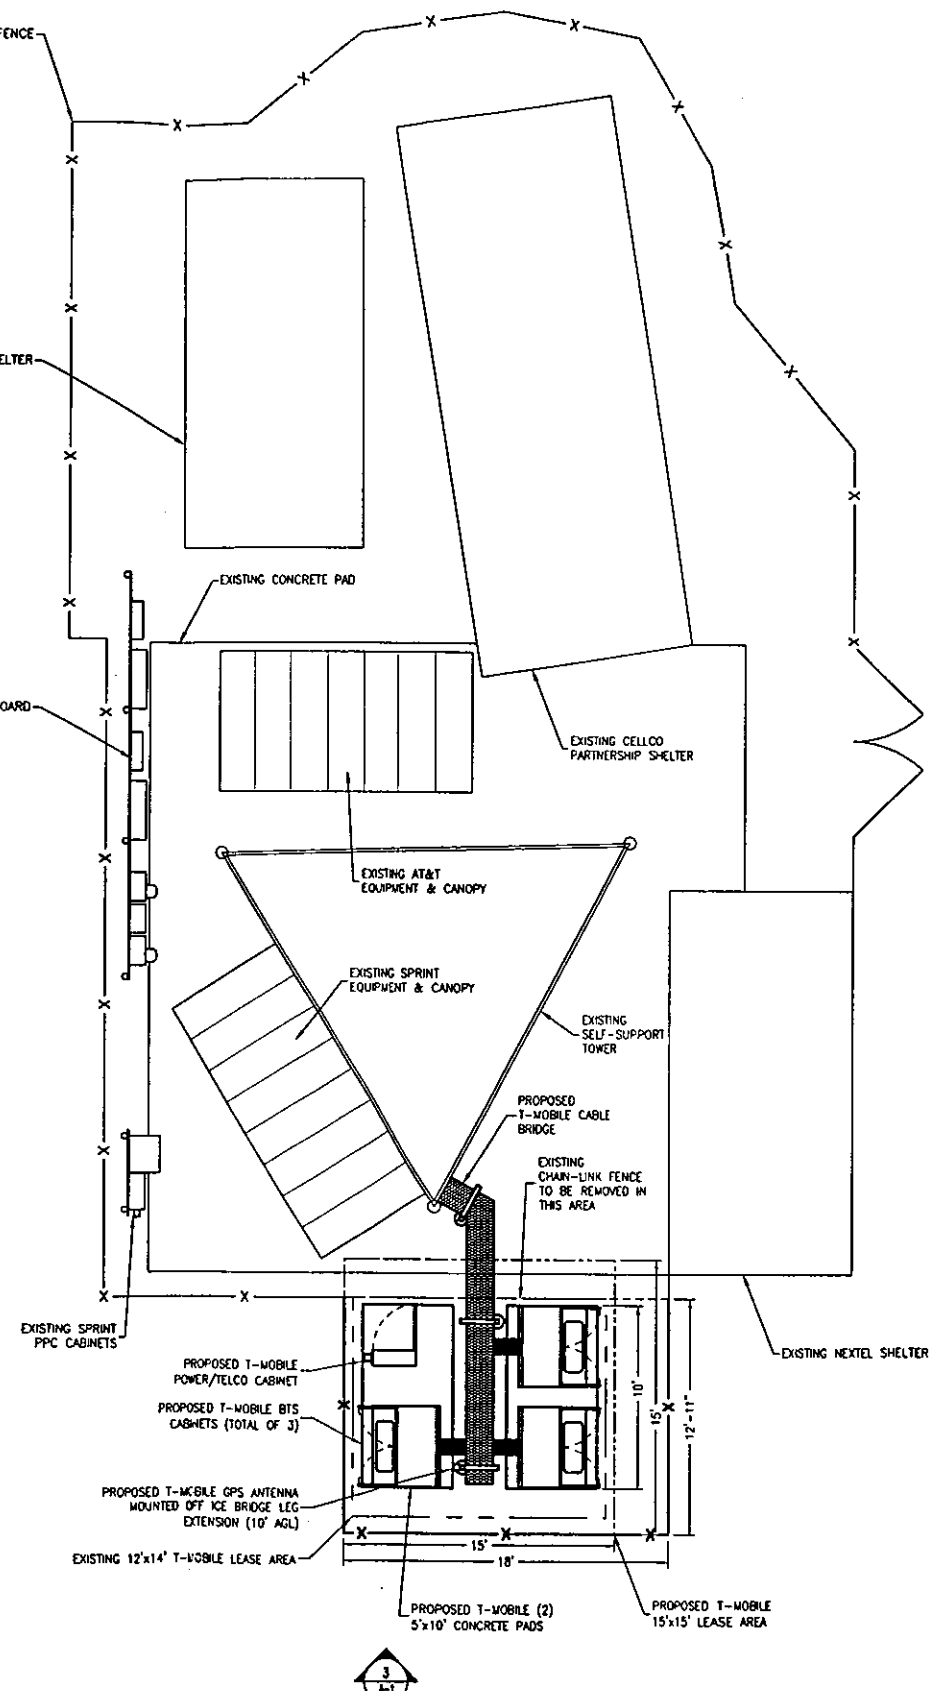 FENCE
ELTER
EXISTING CONCRETE PAD
OARD
EXISTING CELLCO
PARTNERSHIP SHELTER
EXISTING AT&T
EQUIPMENT & CANOPY
EXISTING SPRINT
EQUIPMENT & CANOPY
EXISTING
SELF-SUPPORT
TOWER
PROPOSED
T-MOBILE CABLE
BRIDGE
EXISTING
CHAIN-LINK FENCE
TO BE REMOVED IN
THIS AREA
EXISTING SPRINT
PPC CABINETS
EXISTING NEXTEL SHELTER
PROPOSED T-MOBILE
POWER/TELCO CABINET
PROPOSED T-MOBILE BTS
CABINETS (TOTAL OF 3)
10'
15'
12'-11"
PROPOSED T-MOBILE GPS ANTENNA
MOUNTED OFF ICE BRIDGE LEG
EXTENSION (10' AGL)
15'
18'
EXISTING 12'x14' T-MOBILE LEASE AREA
PROPOSED T-MOBILE (2)
5'x10' CONCRETE PADS
PROPOSED T-MOBILE
15'x15' LEASE AREA
3